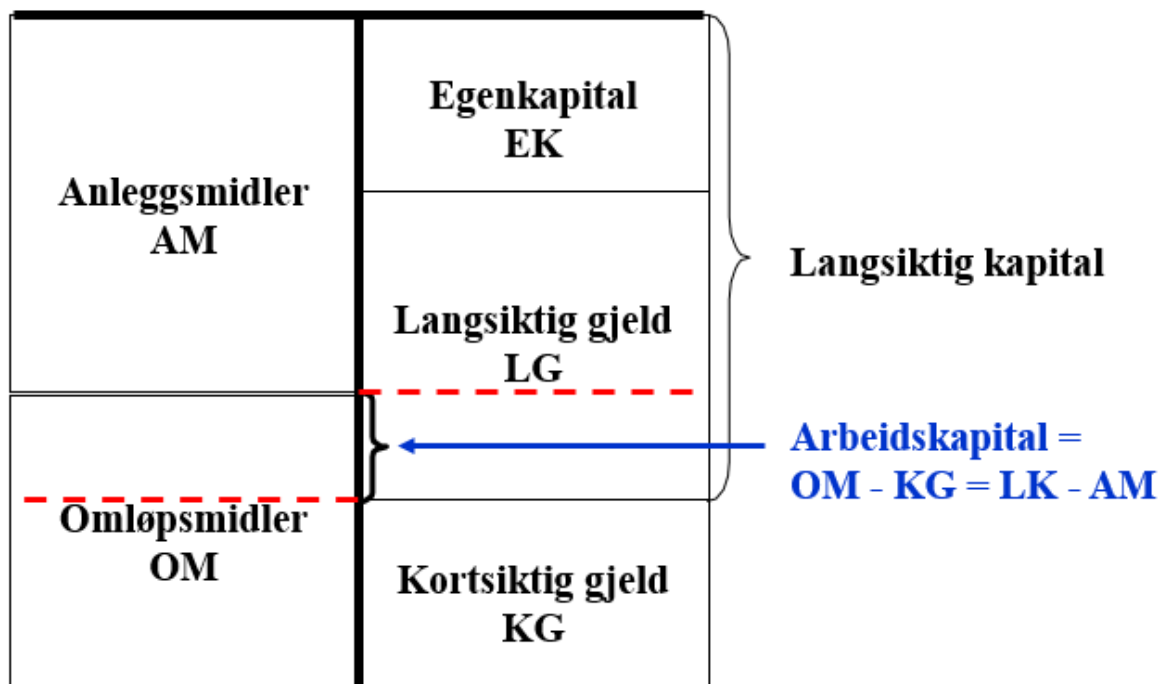 Anleggsmidler
AM
Omløpsmidler
OM
Egenkapital
EK
Langsiktig gjeld
LG
Kortsiktig gjeld
KG
Langsiktig kapital
Arbeidskapital =
OM - KG = LK - AM